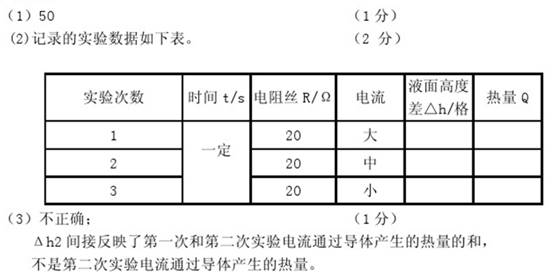 (1)50 (1分)
(2)记录的实验数据如下表。 (2 分)
实验次数 时间 t/s 电阻丝 R/Ω 电流 液面高度差△h/格 热量 Q
1 一定 20 大
2 20 中
3 20 小
(3)不正确; (1分)
Δh2 间接反映了第一次和第二次实验电流通过导体产生的热量的和,
不是第二次实验电流通过导体产生的热量。